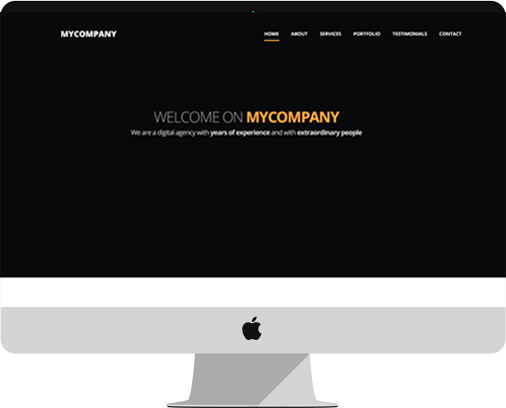 MYCOMPANY
HOME ABOUT SERVICES PORTFOLIO TESTIMONIALS CONTACT
WELCOME ON MYCOMPANY
We are a digital agency with years of experience and with extraordinary people